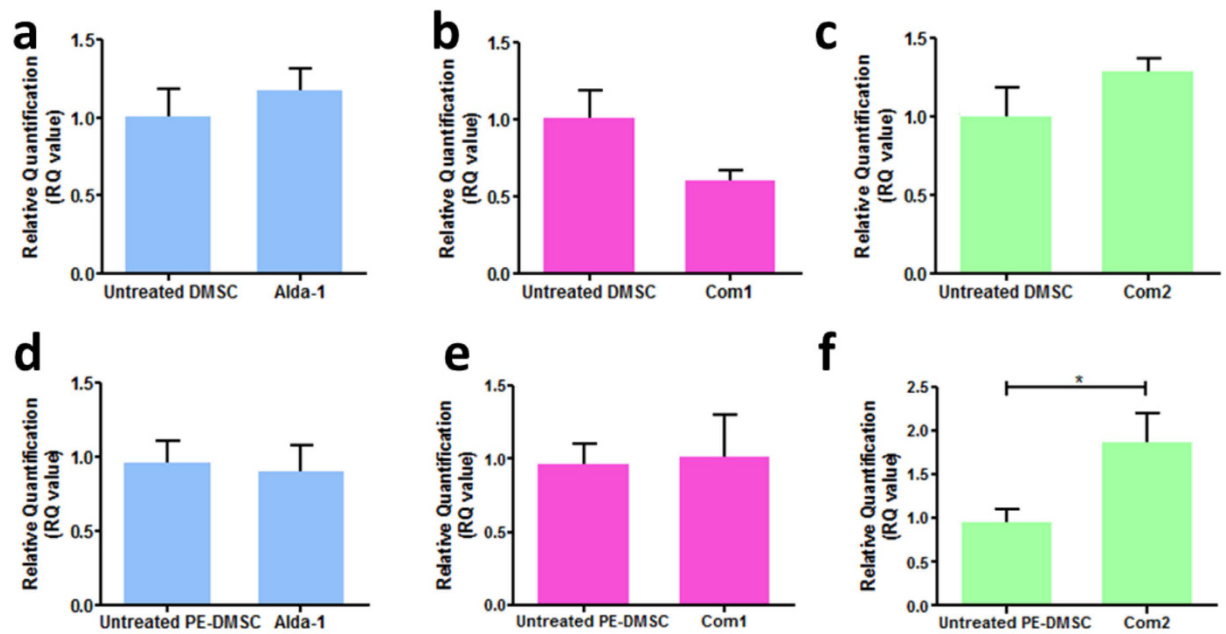 a
Relative Quantification
(RQ value)
1.5
1.0
0.5
0.0
Untreated DMSC
Alda-1
b
Relative Quantification
(RQ value)
1.5
1.0
0.5
0.0
Untreated DMSC
Com1
c
Relative Quantification
(RQ value)
1.5
1.0
0.5
0.0
Untreated DMSC
Com2
d
Relative Quantification
(RQ value)
1.5
1.0
0.5
0.0
Untreated PE-DMSC
Alda-1
e
Relative Quantification
(RQ value)
1.5
1.0
0.5
0.0
Untreated PE-DMSC
Com1
f
Relative Quantification
(RQ value)
2.5
2.0
1.5
1.0
0.5
0.0
*
Untreated PE-DMSC
Com2